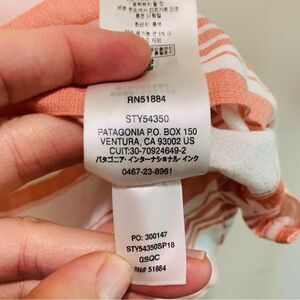 RN51884
STY54350
PATAGONIA P.O. BOX 150
VENTURA, CA 93002 US
CUIT:30-70924649-2
パタゴニア・インターナショナル・インク
0467-23-8961
PO: 300147
STY54350SP18
GSQC
RN# 51884